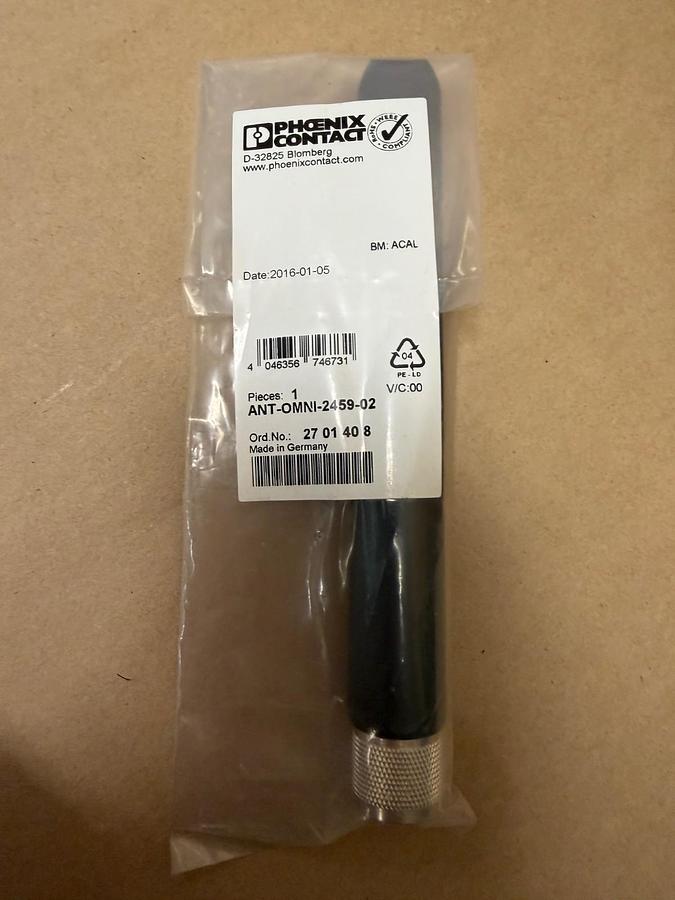 PHŒNIX
CONTACT
RoHS • WEEE
COMPLIANT
D-32825 Blomberg
www.phoenixcontact.com
BM: ACAL
Date:2016-01-05
4 046356 746731
04
PE-LD
V/C:00
Pieces: 1
ANT-OMNI-2459-02
Ord.No.: 27 01 40 8
Made in Germany